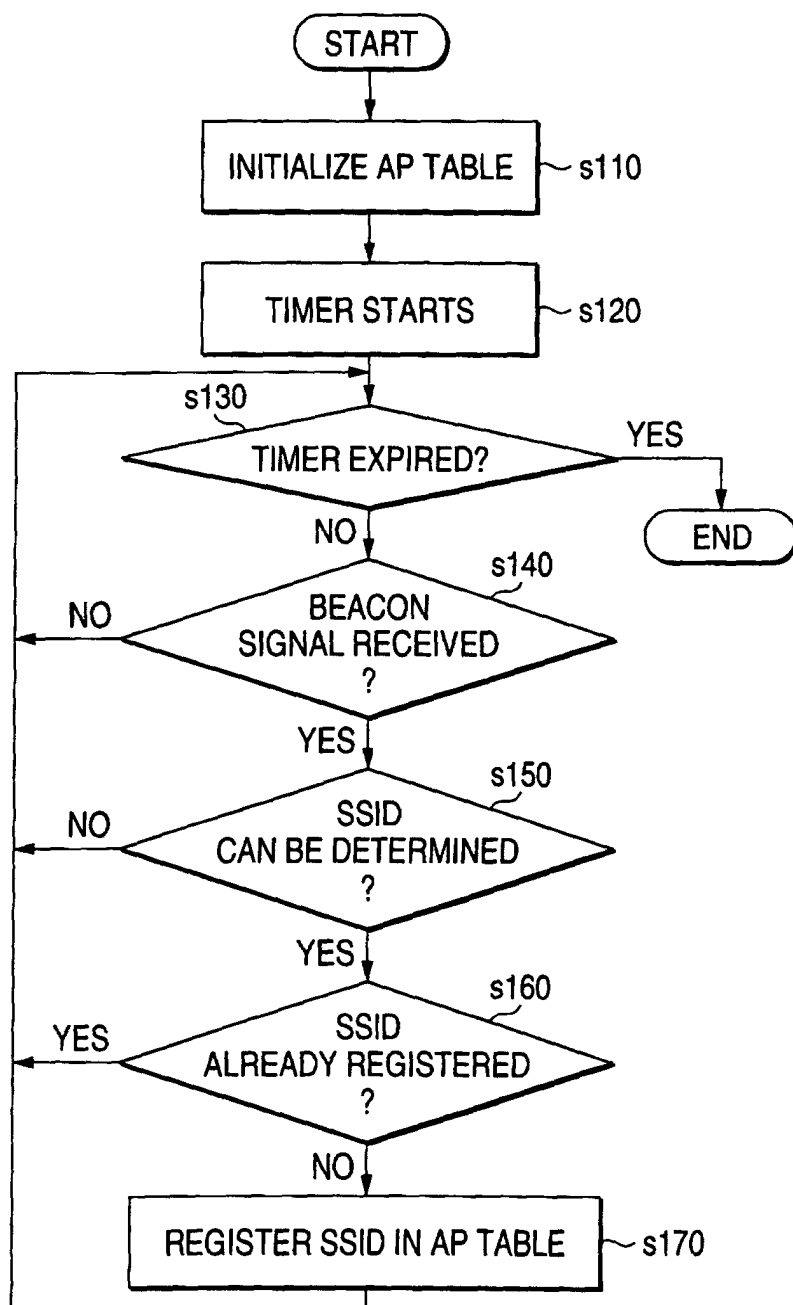 START
INITIALIZE AP TABLE
s110
TIMER STARTS
s120
s130
TIMER EXPIRED?
YES
END
NO
s140
BEACON
SIGNAL RECEIVED
?
NO
YES
s150
SSID
CAN BE DETERMINED
?
NO
YES
s160
SSID
ALREADY REGISTERED
?
YES
NO
REGISTER SSID IN AP TABLE
s170